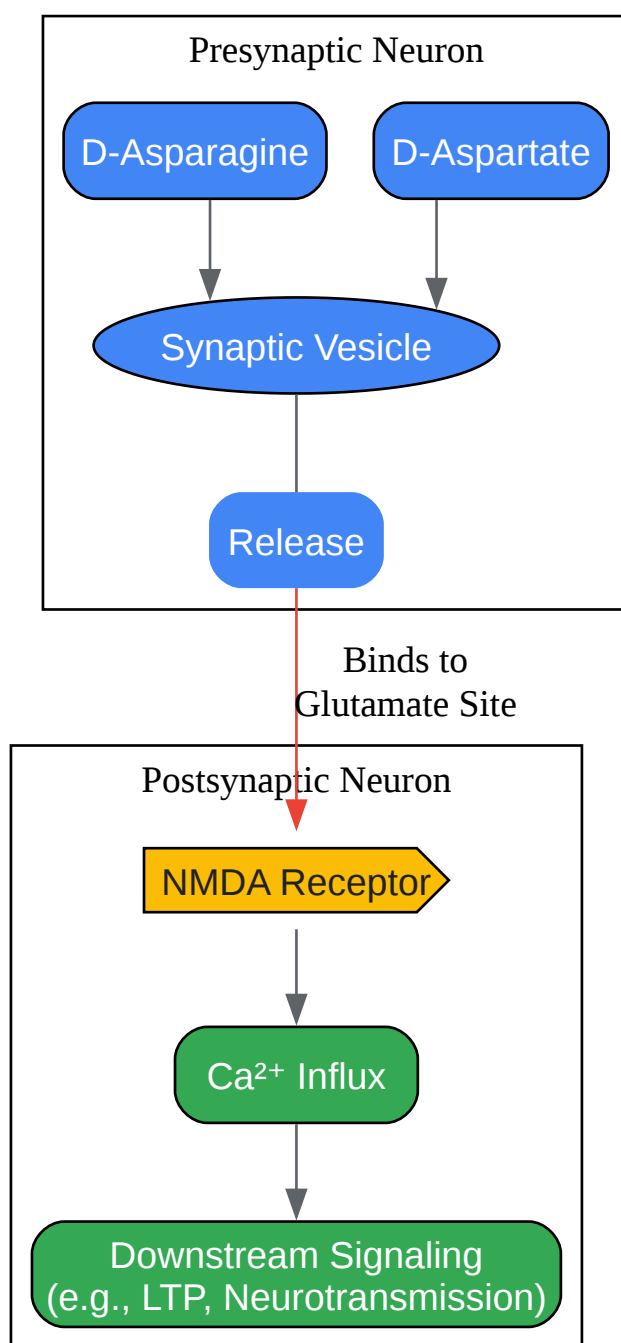 Presynaptic Neuron
D-Asparagine
D-Aspartate
Synaptic Vesicle
Release
Binds to
Glutamate Site
Postsynaptic Neuron
NMDA Receptor
Ca²⁺ Influx
Downstream Signaling
(e.g., LTP, Neurotransmission)